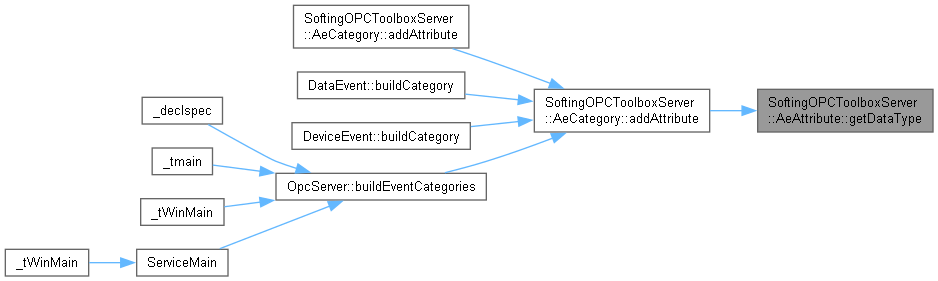 SoftingOPCToolboxServer
::AeCategory::addAttribute
DataEvent::buildCategory
SoftingOPCToolboxServer
::AeCategory::addAttribute
SoftingOPCToolboxServer
::AeAttribute::getDataType
_declspec
DeviceEvent::buildCategory
_tmain
OpcServer::buildEventCategories
_tWinMain
_tWinMain
ServiceMain